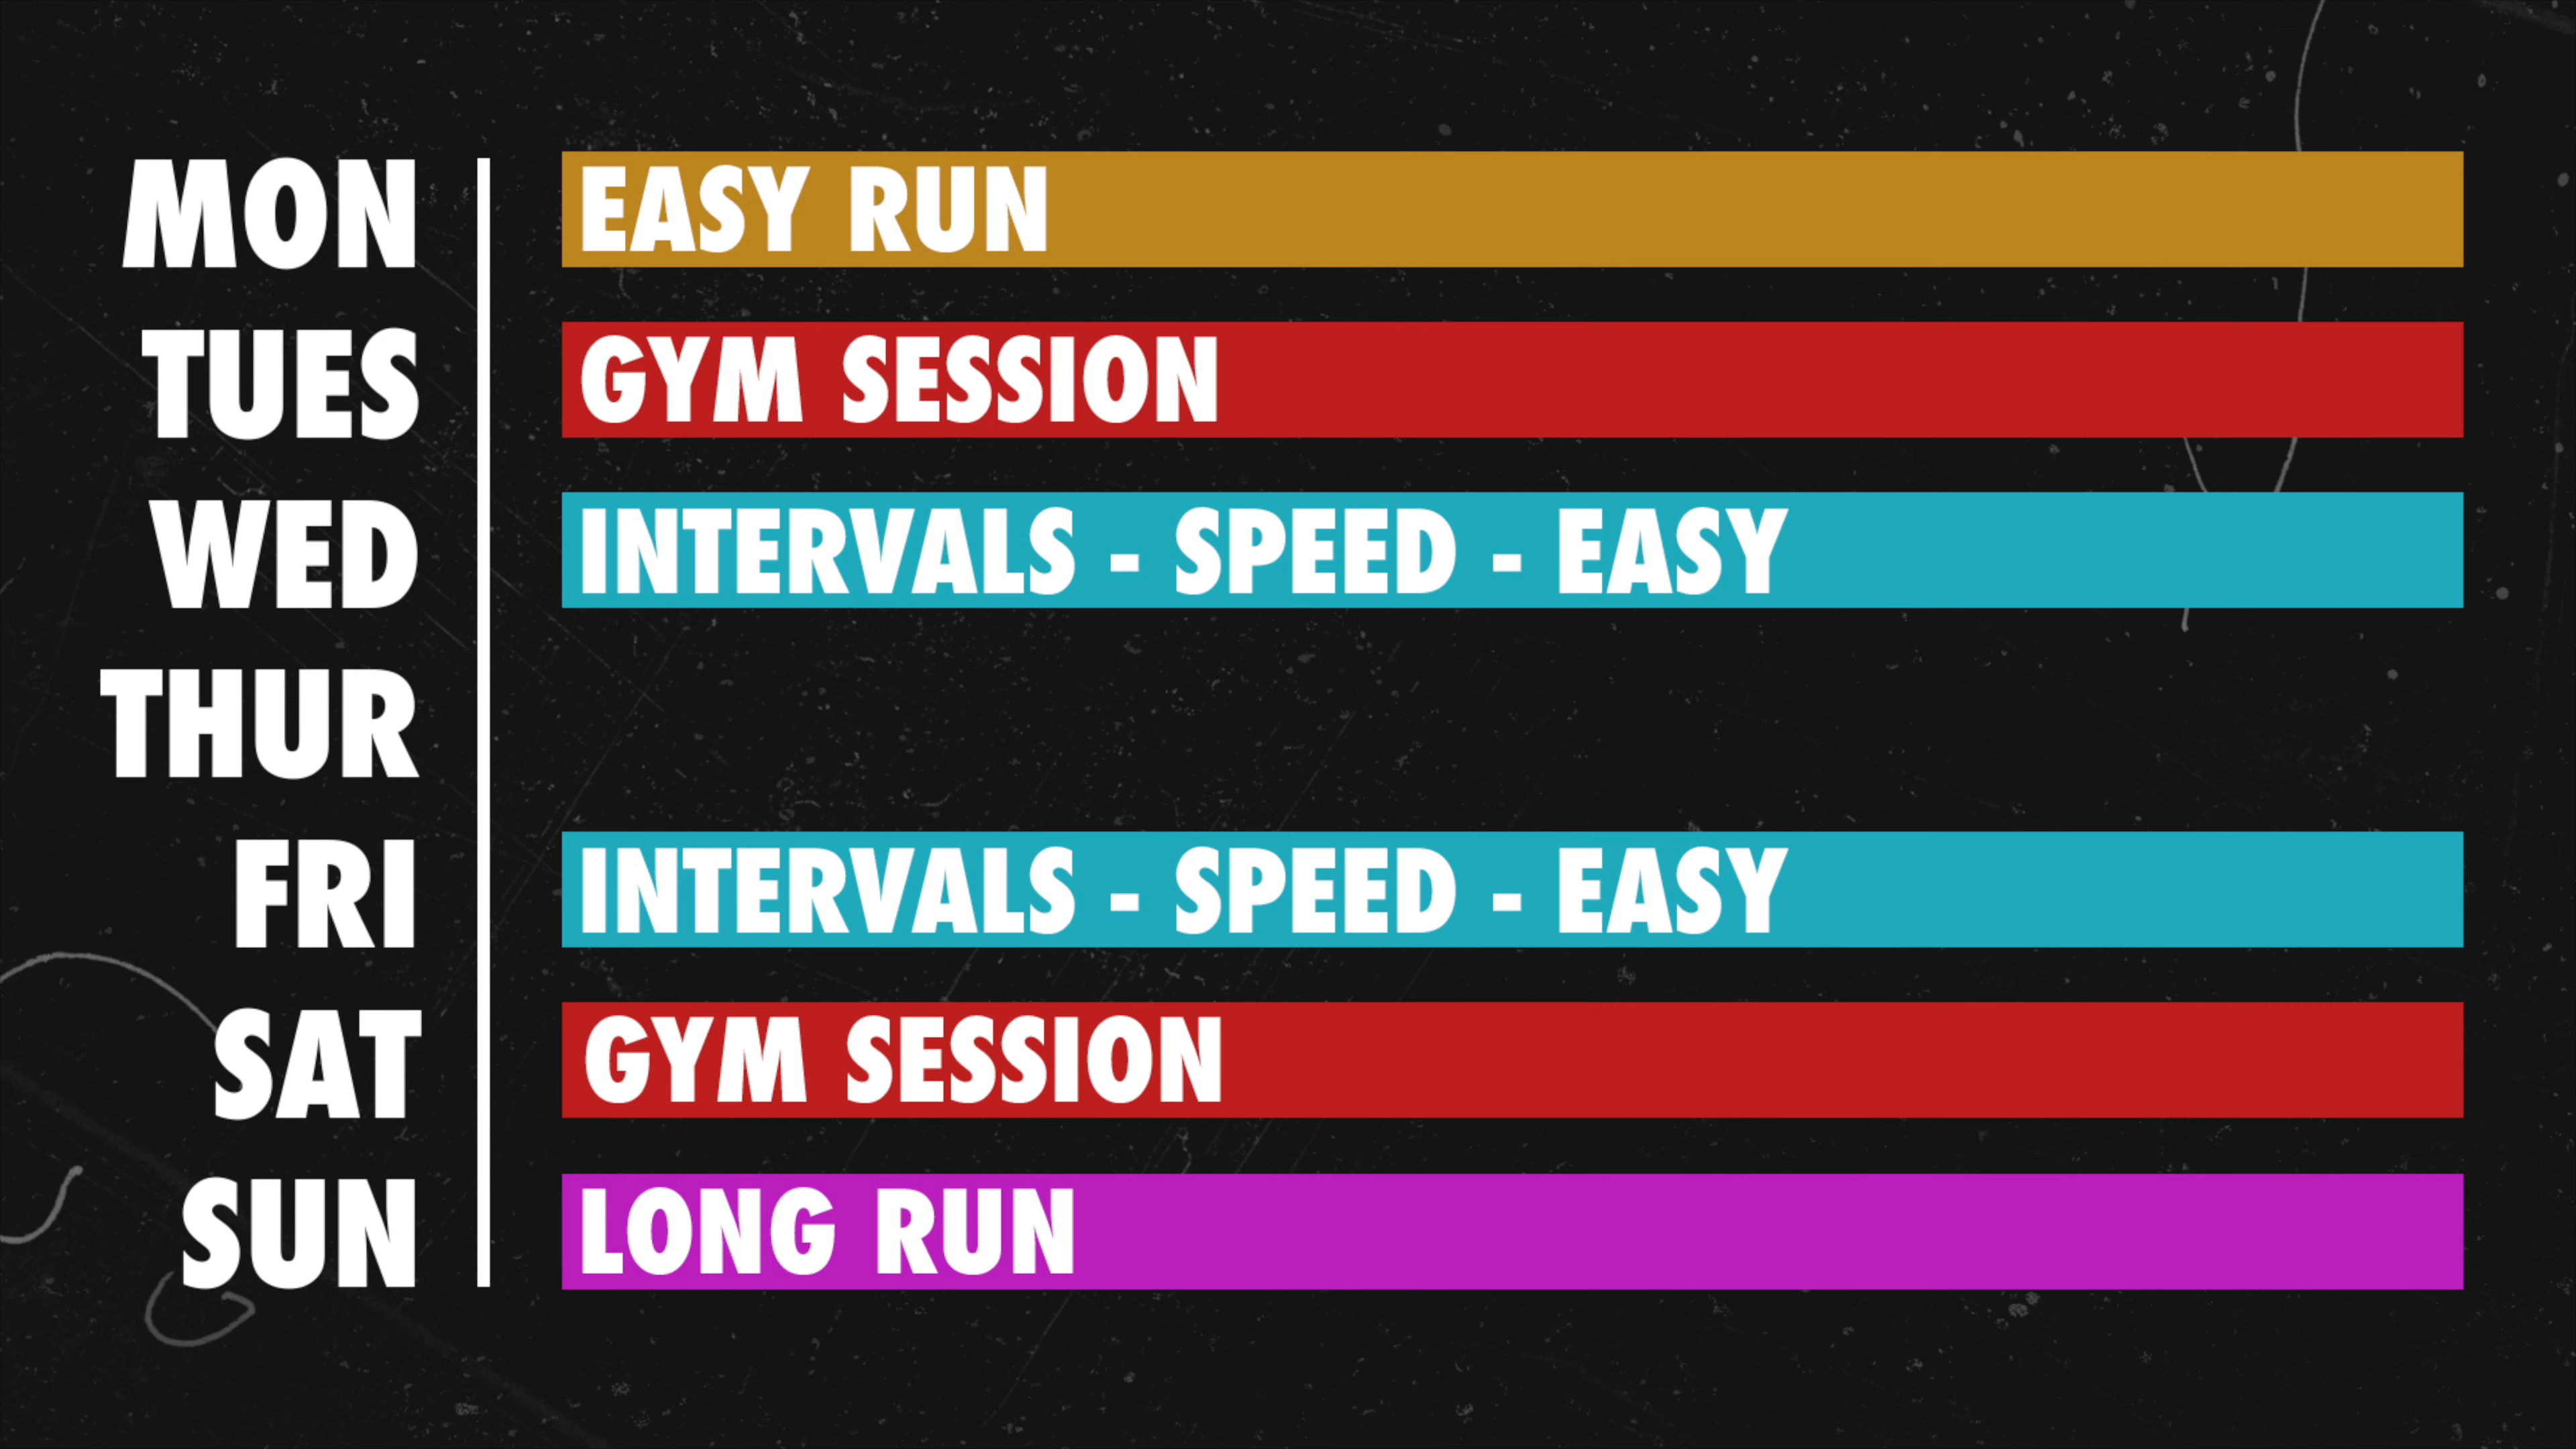 MON
EASY RUN
TUES
GYM SESSION
WED
INTERVALS - SPEED - EASY
THUR
FRI
INTERVALS - SPEED - EASY
SAT
GYM SESSION
SUN
LONG RUN